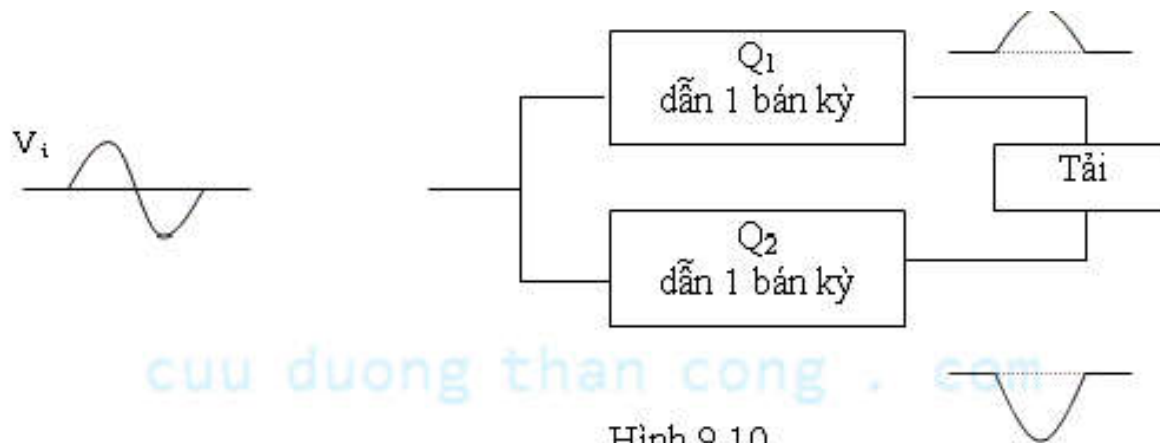 Q₁
dẫn 1 bán kỳ
Vᵢ
Tải
Q₂
dẫn 1 bán kỳ
cuu duong than cong . com
Hình 9.10